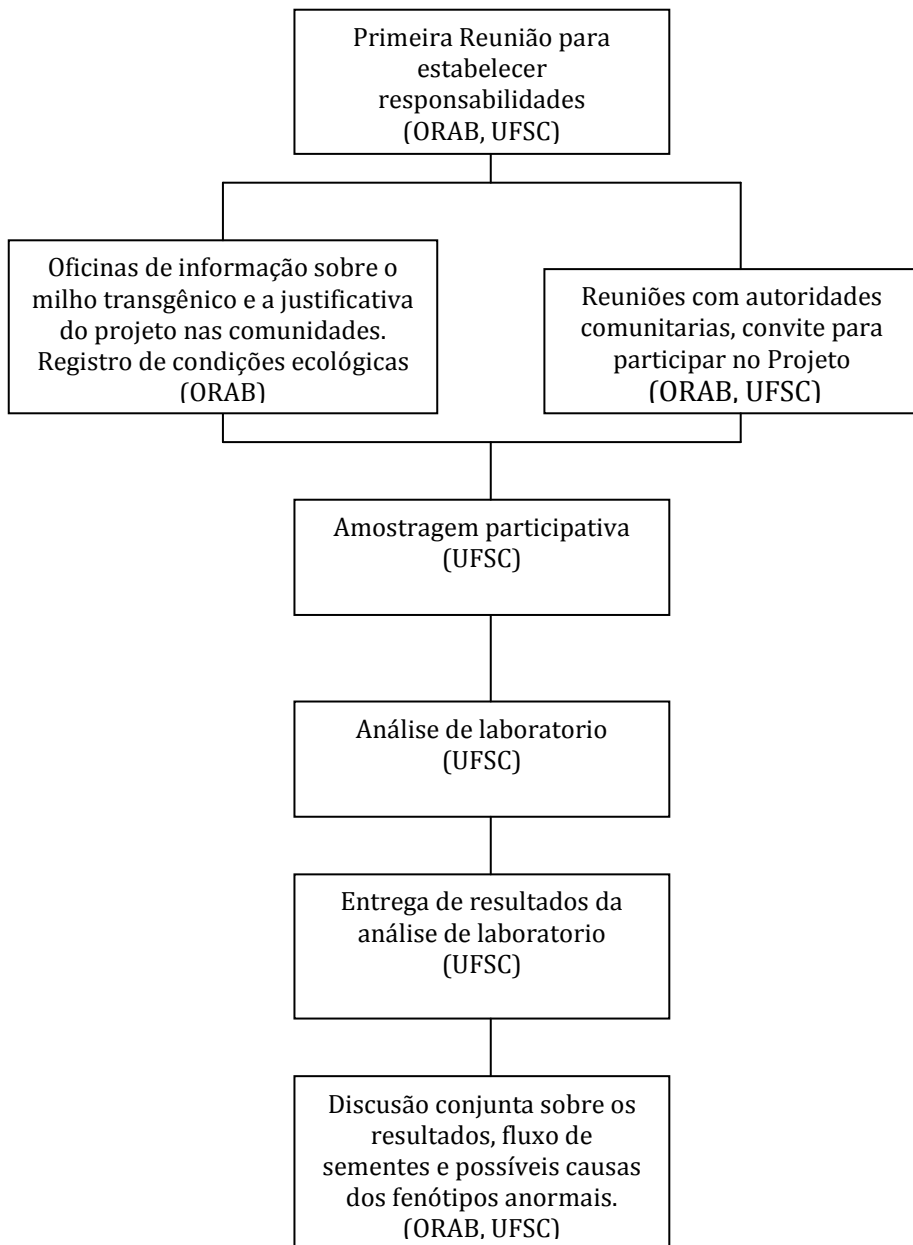 Primeira Reunião para
estabelecer
responsabilidades
(ORAB, UFSC)
Oficinas de informação sobre o
milho transgênico e a justificativa
do projeto nas comunidades.
Registro de condições ecológicas
(ORAB)
Reuniões com autoridades
comunitarias, convite para
participar no Projeto
(ORAB, UFSC)
Amostragem participativa
(UFSC)
Análise de laboratorio
(UFSC)
Entrega de resultados da
análise de laboratorio
(UFSC)
Discusão conjunta sobre os
resultados, fluxo de
sementes e possíveis causas
dos fenótipos anormais.
(ORAB, UFSC)